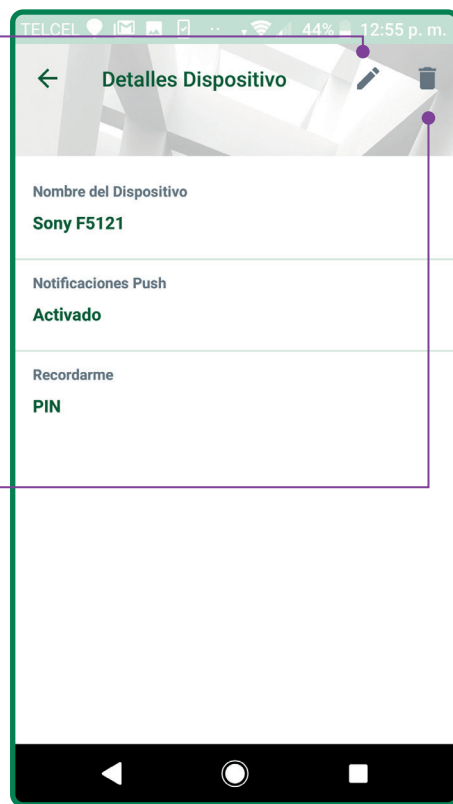 TELCEL 44% 12:55 p. m.
Detalles Dispositivo
Nombre del Dispositivo
Sony F5121
Notificaciones Push
Activado
Recordarme
PIN